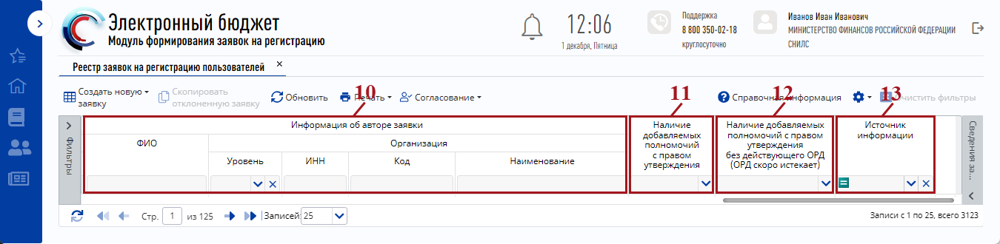 Электронный бюджет
Модуль формирования заявок на регистрацию
12:06
1 декабря, Пятница
Поддержка
8 800 350-02-18
круглосуточно
Иванов Иван Иванович
МИНИСТЕРСТВО ФИНАНСОВ РОССИЙСКОЙ ФЕДЕРАЦИИ
СНИЛС
Реестр заявок на регистрацию пользователей
Создать новую
заявку
Скопировать
отклоненную заявку
Обновить
Печать
Согласование
Справочная информация
Очистить фильтры
10
11
12
13
Фильтры
Информация об авторе заявки
ФИО
Организация
Уровень
ИНН
Код
Наименование
Наличие
добавляемых
полномочий
с правом
утверждения
Наличие добавляемых
полномочий с правом
утверждения
без действующего ОРД
(ОРД скоро истекает)
Источник
информации
=
Сведения за...
Стр. 1 из 125
Записей: 25
Записи с 1 по 25, всего 3123